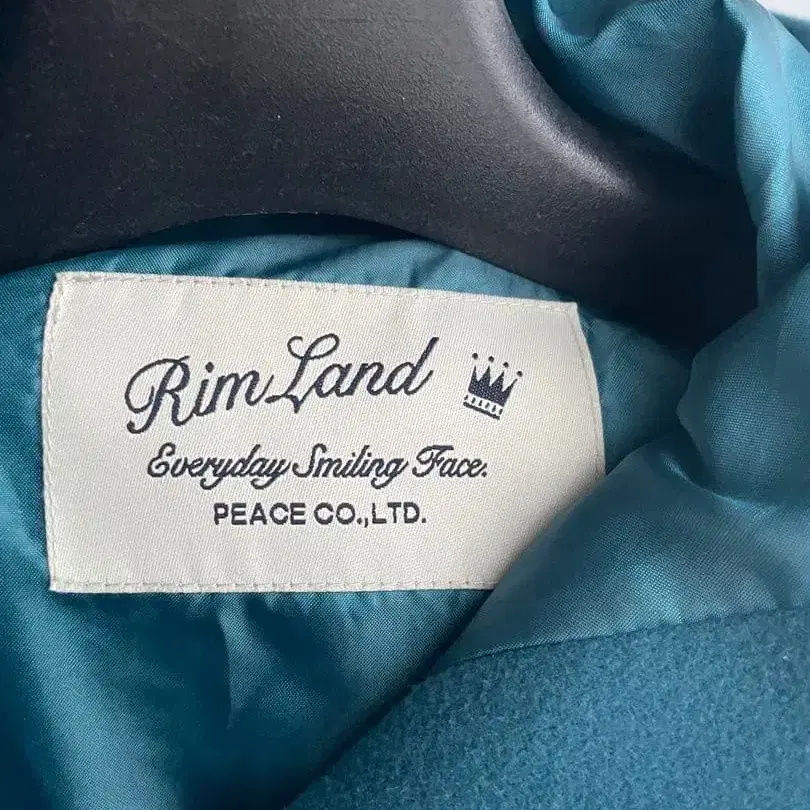 Rim Land
Everyday Smiling Face.
PEACE CO.,LTD.